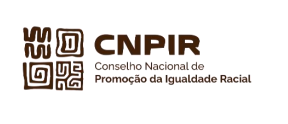 CNPIR
Conselho Nacional de
Promoção da Igualdade Racial